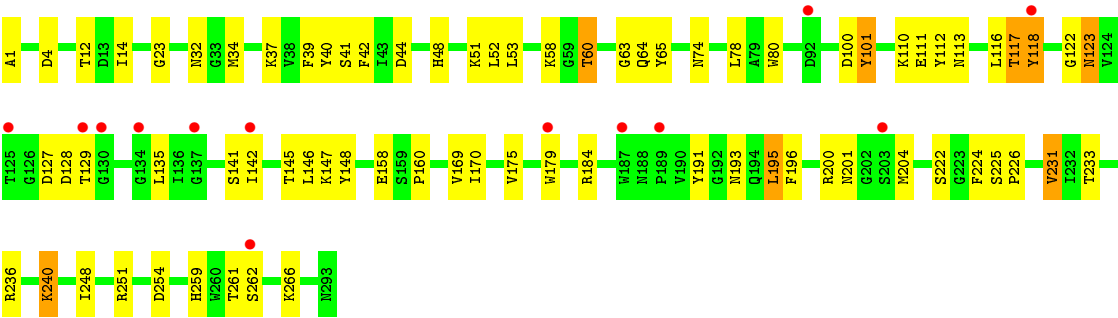 A1 D4 T12 D13 I14 G23 N32 G33 M34 K37 V38 F39 Y40 S41 F42 I43 D44 H48 K51 L52 L53 K58 G59 T60 G63 Q64 Y65 N74 L78 A79 W80 D92 D100 Y101 K110 E111 Y112 N113 L116 T117 Y118 G122 N123 V124
T125 G126 D127 D128 T129 G130 G134 L135 I136 G137 S141 I142 T145 L146 K147 Y148 E158 S159 P160 V169 I170 V175 W179 R184 W187 N188 P189 V190 Y191 G192 N193 Q194 L195 F196 R200 N201 G202 S203 M204 S222 G223 F224 S225 P226 V231 I232 T233
R236 K240 I248 R251 D254 H259 W260 T261 S262 K266 N293